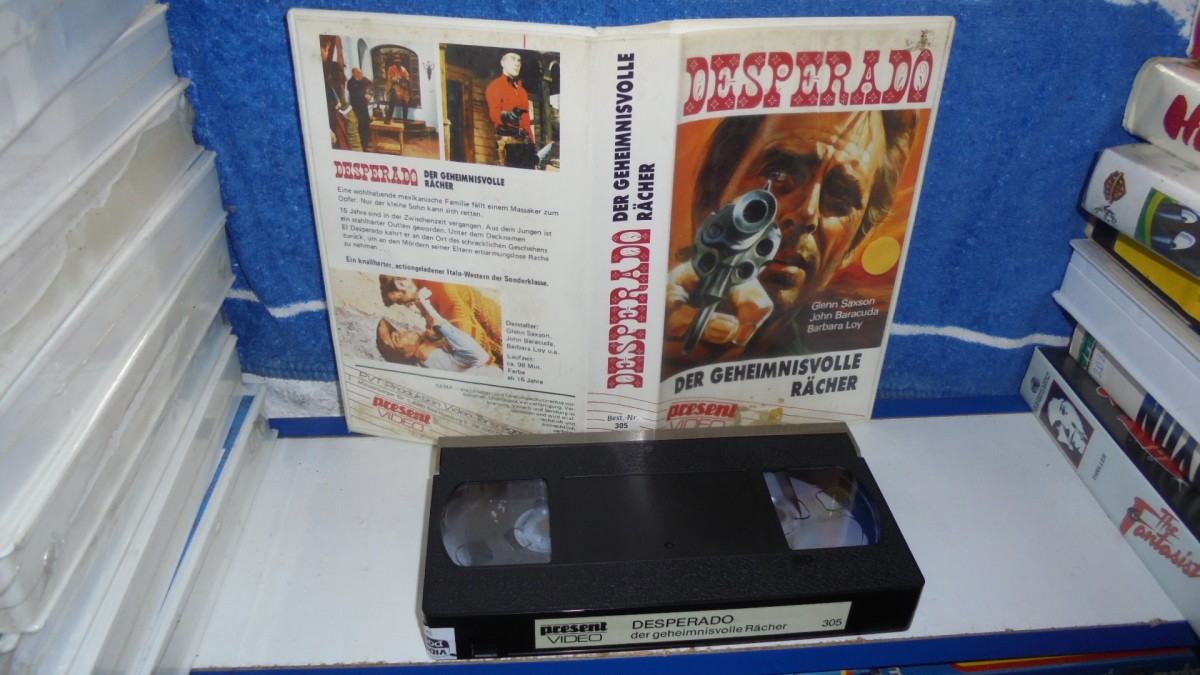 DESPERADO DER GEHEIMNISVOLLE
RÄCHER
Eine wohlhabende mexikanische Familie fällt einem Massaker zum
Opfer. Nur der kleine Sohn kann sich retten.
15 Jahre sind in der Zwischenzeit vergangen. Aus dem Jungen ist
ein stahlharter Outlaw geworden. Unter dem Decknamen
El Desperado kehrt er an den Ort des schrecklichen Geschehens
zurück, um an den Mördern seiner Eltern erbarmungslose Rache
zu nehmen ...
Ein knallharter, actiongeladener Italo-Western der Sonderklasse.
Darsteller:
Glenn Saxson,
John Baracuda,
Barbara Loy u.a.
Laufzeit:
ca. 96 Min.
Farbe
ab 16 Jahre
present
VIDEO
DESPERADO DER GEHEIMNISVOLLE
RÄCHER
Best.-Nr.
305
DESPERADO
Glenn Saxson
John Baracuda
Barbara Loy
DER GEHEIMNISVOLLE
RÄCHER
present
VIDEO
present
VIDEO
DESPERADO
der geheimnisvolle Rächer
305
THRILLER
The
Fantasist